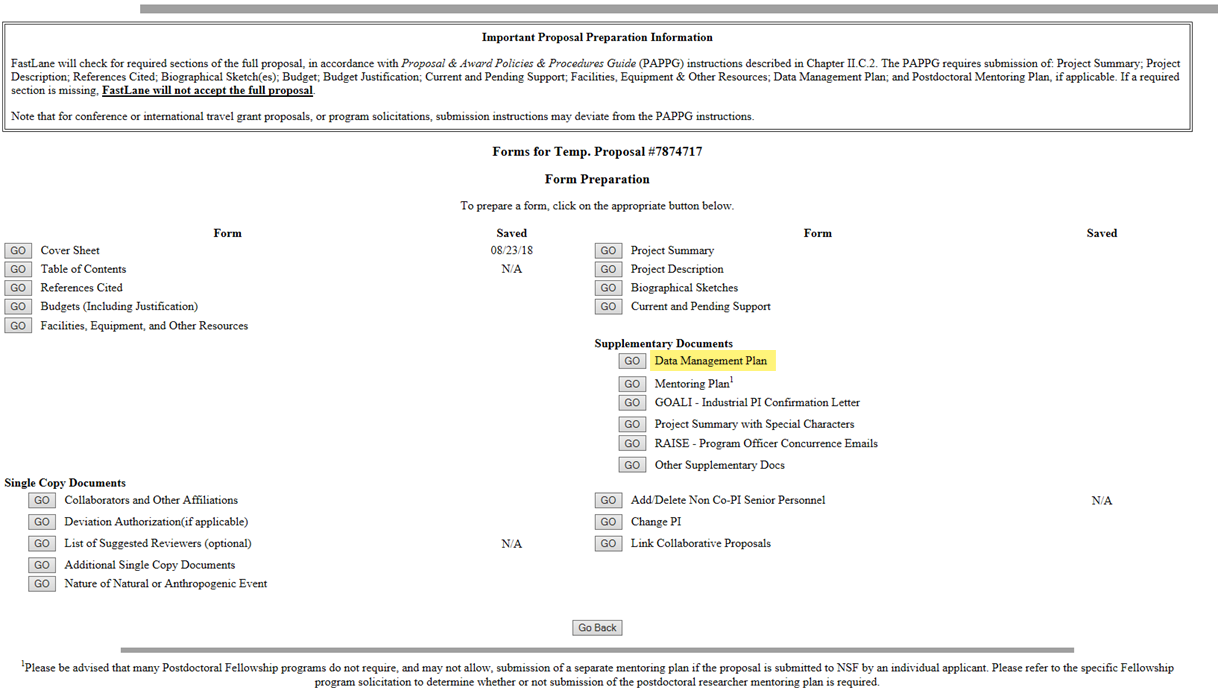 Important Proposal Preparation Information
FastLane will check for required sections of the full proposal, in accordance with Proposal & Award Policies & Procedures Guide (PAPPG) instructions described in Chapter II.C.2. The PAPPG requires submission of: Project Summary; Project
Description; References Cited; Biographical Sketch(es); Budget; Budget Justification; Current and Pending Support; Facilities, Equipment & Other Resources; Data Management Plan; and Postdoctoral Mentoring Plan, if applicable. If a required
section is missing, FastLane will not accept the full proposal.
Note that for conference or international travel grant proposals, or program solicitations, submission instructions may deviate from the PAPPG instructions.
Forms for Temp. Proposal #7874717
Form Preparation
To prepare a form, click on the appropriate button below.
Form Saved Form Saved
GO Cover Sheet 08/23/18 GO Project Summary
GO Table of Contents N/A GO Project Description
GO References Cited GO Biographical Sketches
GO Budgets (Including Justification) GO Current and Pending Support
GO Facilities, Equipment, and Other Resources
Supplementary Documents
GO Data Management Plan
GO Mentoring Plan1
GO GOALI - Industrial PI Confirmation Letter
GO Project Summary with Special Characters
GO RAISE - Program Officer Concurrence Emails
GO Other Supplementary Docs
Single Copy Documents
GO Collaborators and Other Affiliations GO Add/Delete Non Co-PI Senior Personnel N/A
GO Deviation Authorization(if applicable) GO Change PI
GO List of Suggested Reviewers (optional) N/A GO Link Collaborative Proposals
GO Additional Single Copy Documents
GO Nature of Natural or Anthropogenic Event
Go Back
1Please be advised that many Postdoctoral Fellowship programs do not require, and may not allow, submission of a separate mentoring plan if the proposal is submitted to NSF by an individual applicant. Please refer to the specific Fellowship
program solicitation to determine whether or not submission of the postdoctoral researcher mentoring plan is required.